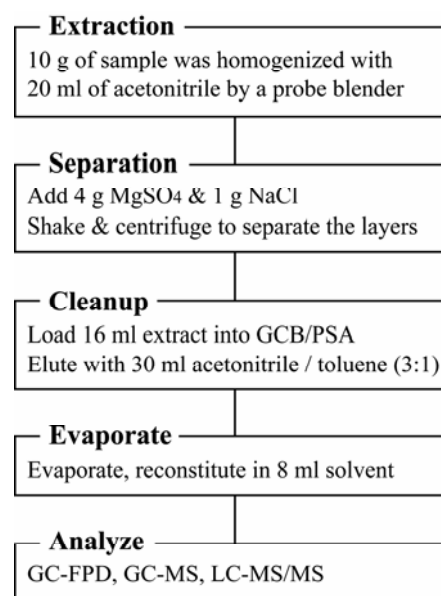 Extraction
10 g of sample was homogenized with
20 ml of acetonitrile by a probe blender
Separation
Add 4 g MgSO4 & 1 g NaCl
Shake & centrifuge to separate the layers
Cleanup
Load 16 ml extract into GCB/PSA
Elute with 30 ml acetonitrile / toluene (3:1)
Evaporate
Evaporate, reconstitute in 8 ml solvent
Analyze
GC-FPD, GC-MS, LC-MS/MS